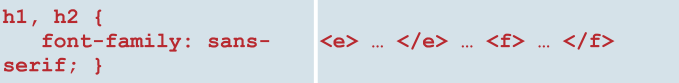 h1, h2 {
font-family: sans-
serif; }
<e> … </e> … <f> … </f>